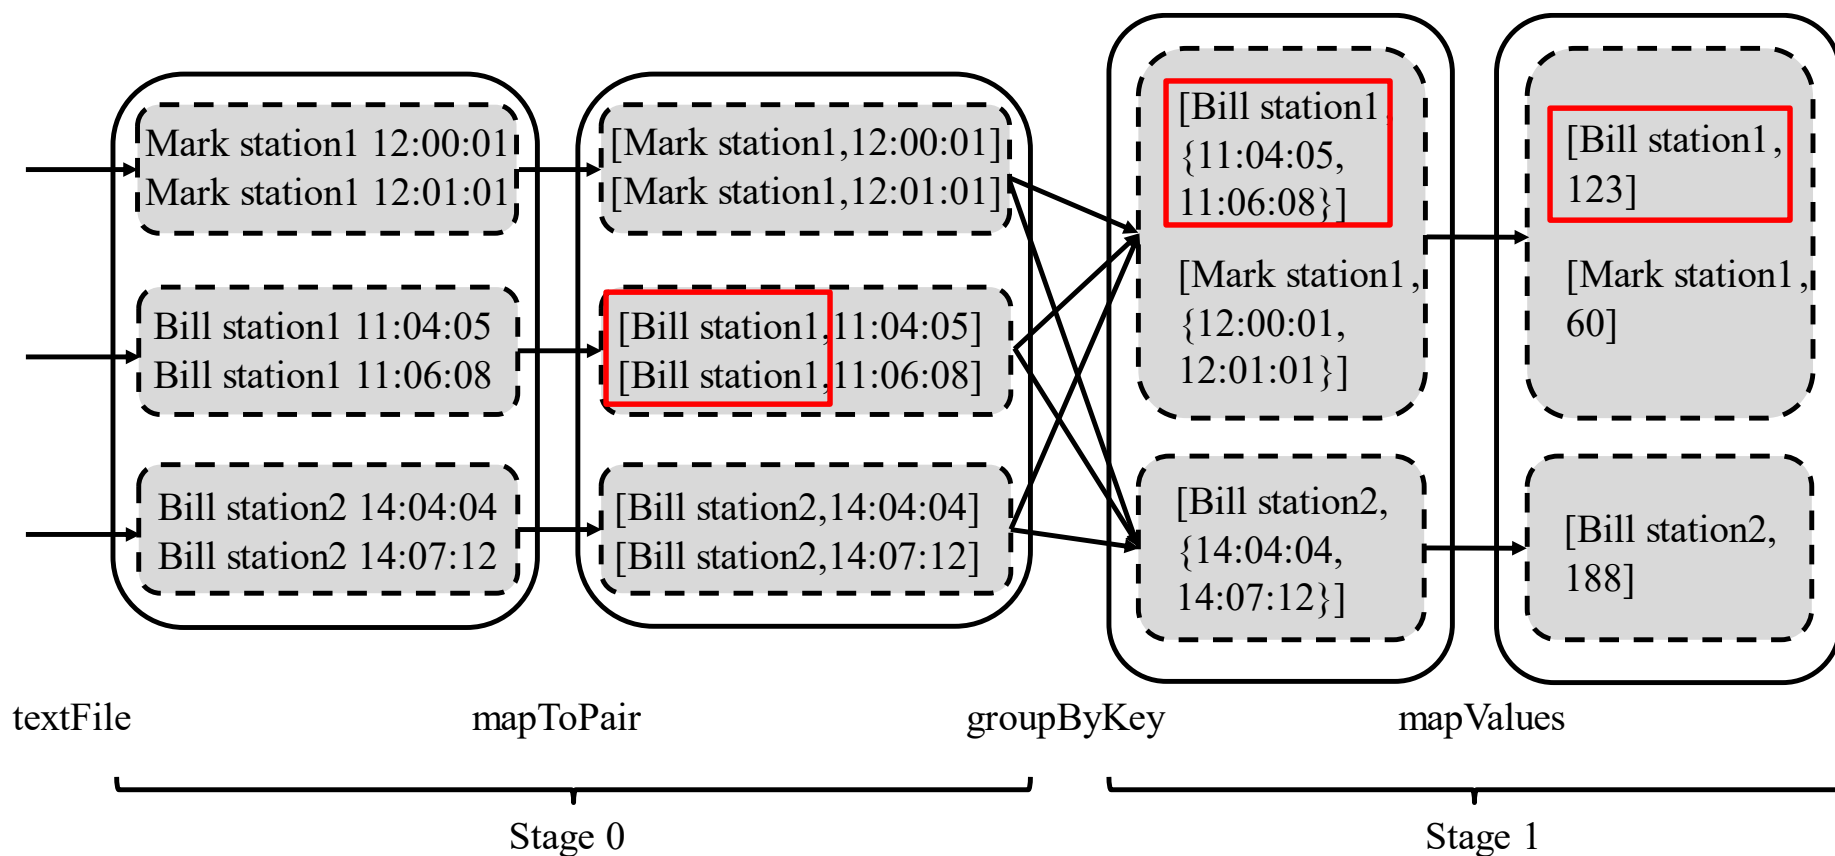 Mark station1 12:00:01
Mark station1 12:01:01
Bill station1 11:04:05
Bill station1 11:06:08
Bill station2 14:04:04
Bill station2 14:07:12
[Mark station1,12:00:01]
[Mark station1,12:01:01]
[Bill station1,11:04:05]
[Bill station1,11:06:08]
[Bill station2,14:04:04]
[Bill station2,14:07:12]
[Bill station1,
{11:04:05,
11:06:08}]
[Mark station1,
{12:00:01,
12:01:01}]
[Bill station2,
{14:04:04,
14:07:12}]
[Bill station1,
123]
[Mark station1,
60]
[Bill station2,
188]
textFile
mapToPair
groupByKey
mapValues
Stage 0
Stage 1